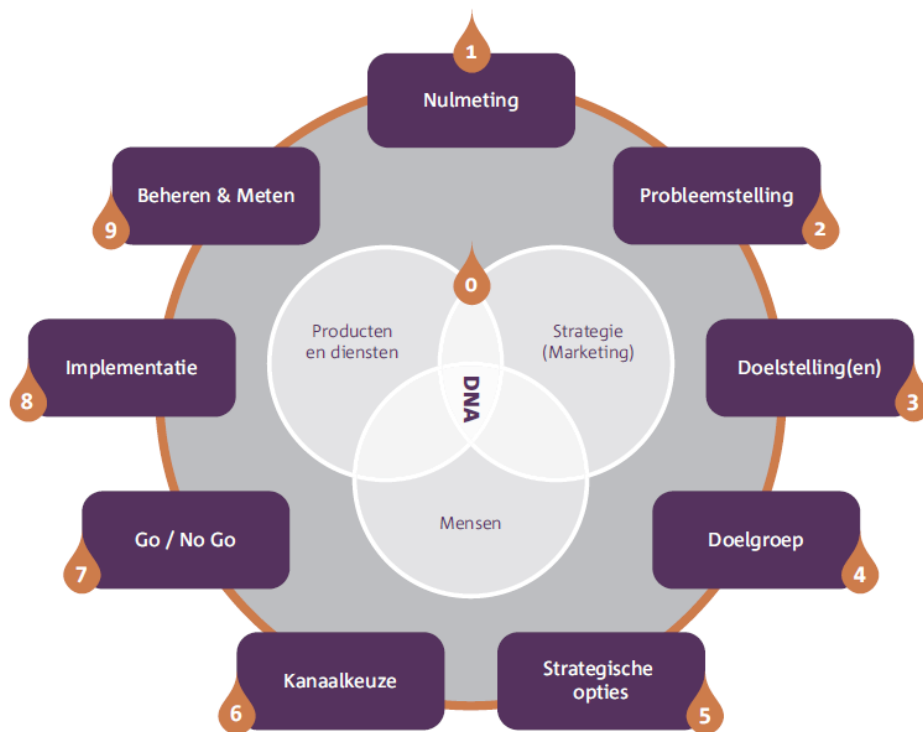 1
Nulmeting
Beheren & Meten
9
Probleemstelling
2
0
Producten
en diensten
Strategie
(Marketing)
DNA
Mensen
Implementatie
8
Doelstelling(en)
3
Go / No Go
7
Doelgroep
4
Kanaalkeuze
6
Strategische
opties
5